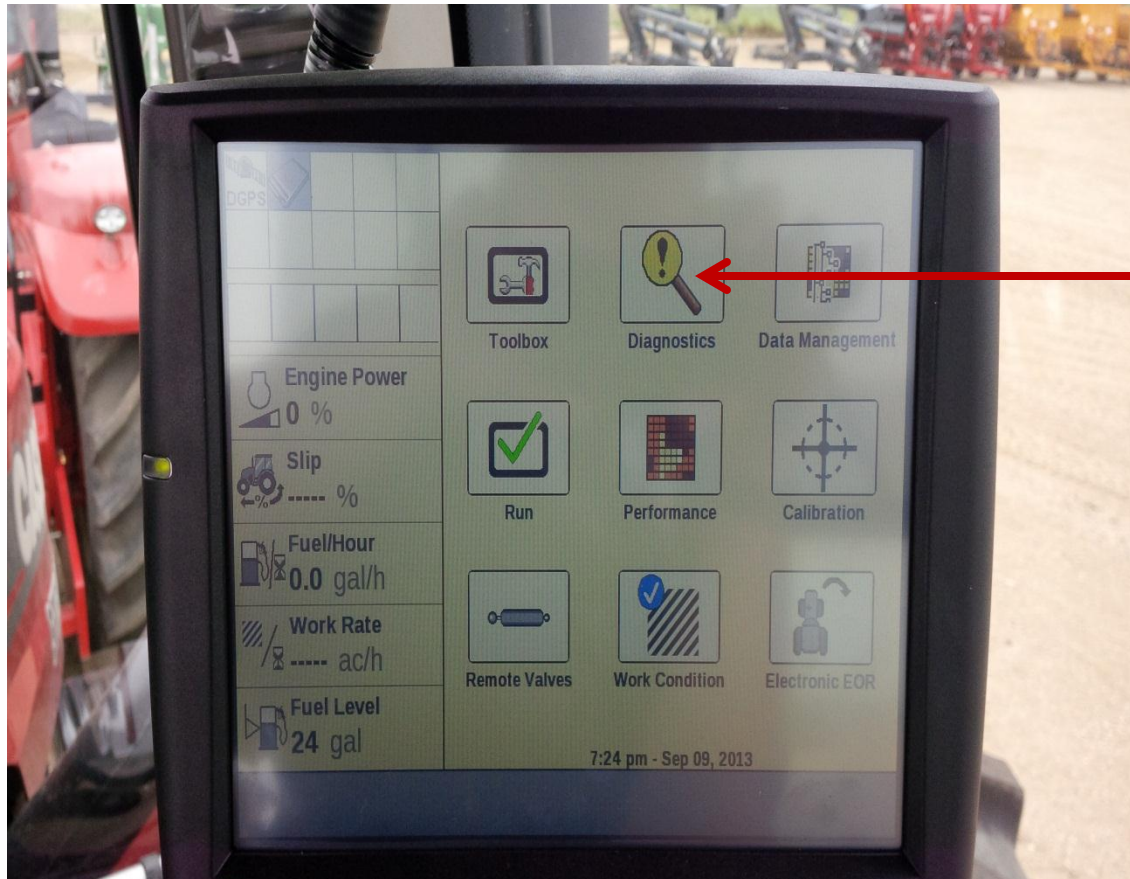 DGPS
Engine Power
0 %
Slip
----- %
Fuel/Hour
0.0 gal/h
Work Rate
----- ac/h
Fuel Level
24 gal
Toolbox
Diagnostics
Data Management
Run
Performance
Calibration
Remote Valves
Work Condition
Electronic EOR
7:24 pm - Sep 09, 2013